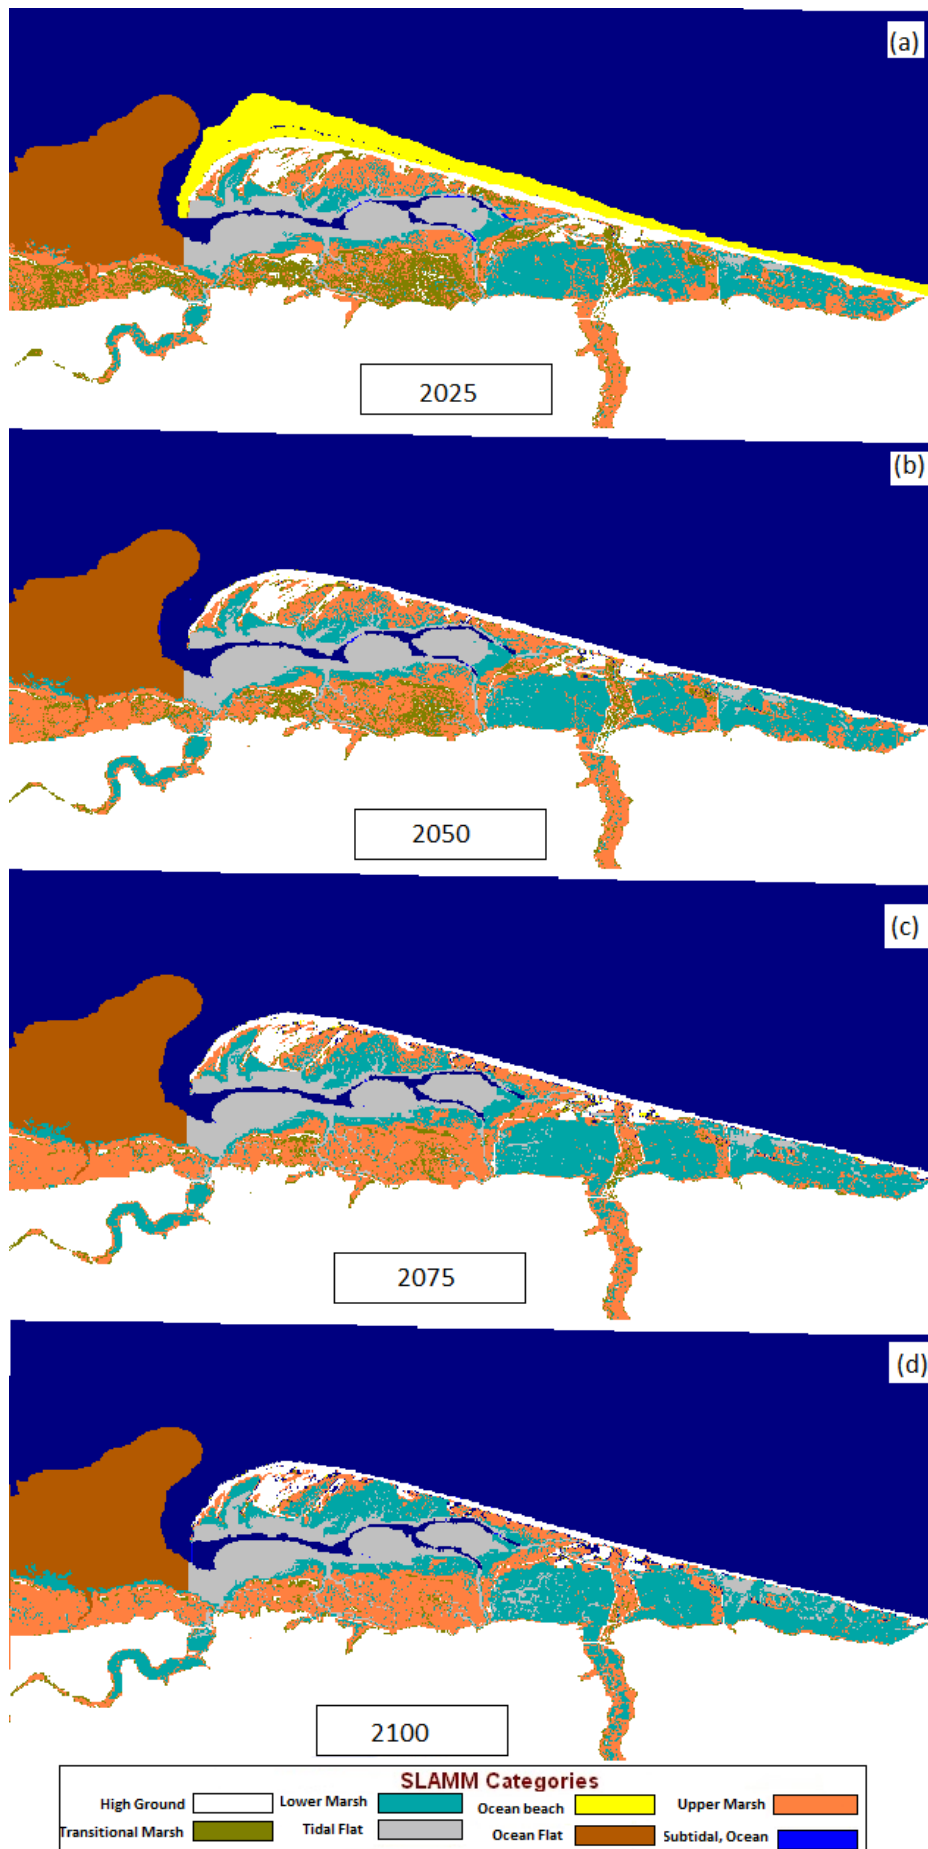 (a)
2025
(b)
2050
(c)
2075
(d)
2100
SLAMM Categories
High Ground Lower Marsh Ocean beach Upper Marsh
Transitional Marsh Tidal Flat Ocean Flat Subtidal, Ocean